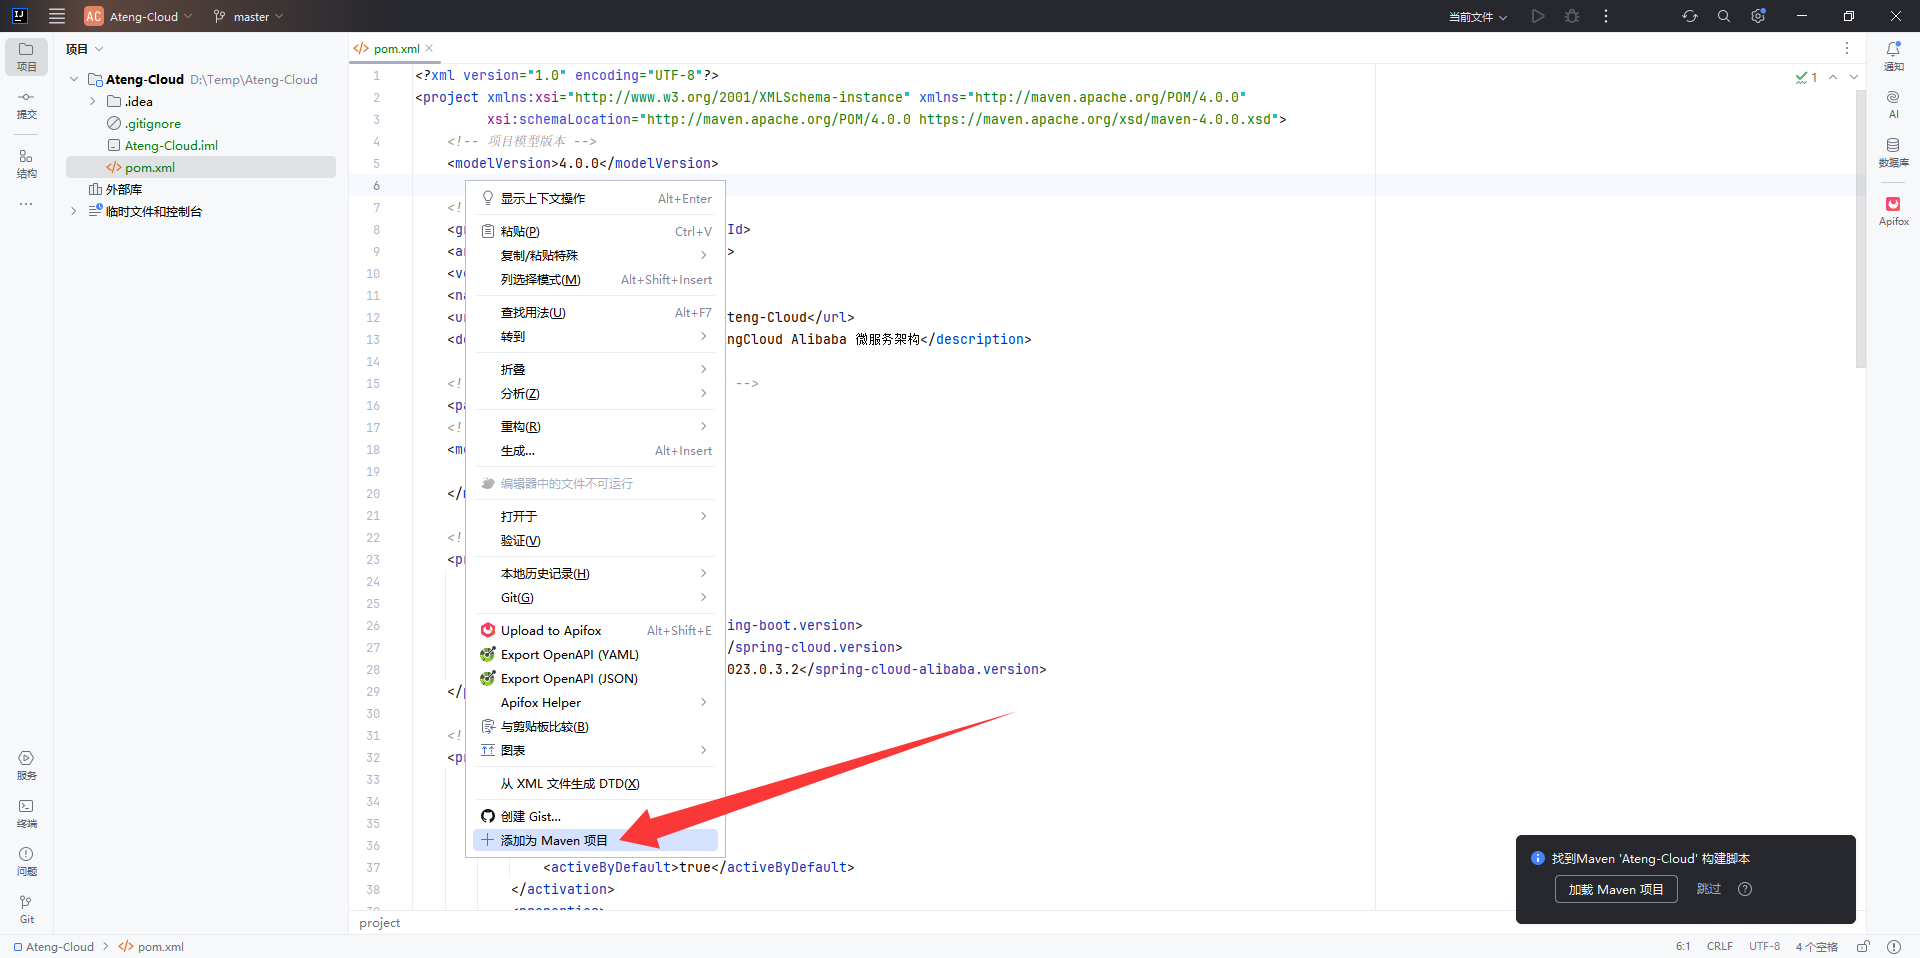 AC Ateng-Cloud master 当前文件
项目
Ateng-Cloud D:\Temp\Ateng-Cloud
.idea
.gitignore
Ateng-Cloud.iml
pom.xml
外部库
临时文件和控制台
项目
提交
结构
服务
终端
问题
Git
pom.xml
1 <?xml version="1.0" encoding="UTF-8"?>
2 <project xmlns:xsi="http://www.w3.org/2001/XMLSchema-instance" xmlns="http://maven.apache.org/POM/4.0.0"
3 xsi:schemaLocation="http://maven.apache.org/POM/4.0.0 https://maven.apache.org/xsd/maven-4.0.0.xsd">
4 <!-- 项目模型版本 -->
5 <modelVersion>4.0.0</modelVersion>
6
7 <!
8 <gr Id>
9 <ar >
10 <ve
11 <na
12 <ur teng-Cloud</url>
13 <de ngCloud Alibaba 微服务架构</description>
14
15 <! -->
16 <pa
17 <!
18 <mo
19
20 </m
21
22 <!
23 <pr
24
25
26 ing-boot.version>
27 /spring-cloud.version>
28 023.0.3.2</spring-cloud-alibaba.version>
29 </p
30
31 <!
32 <pr
33
34
35
36
37 <activeByDefault>true</activeByDefault>
38 </activation>
39 <properties>
显示上下文操作 Alt+Enter
粘贴(P) Ctrl+V
复制/粘贴特殊
列选择模式(M) Alt+Shift+Insert
查找用法(U) Alt+F7
转到
折叠
分析(Z)
重构(R)
生成... Alt+Insert
编辑器中的文件不可运行
打开于
验证(V)
本地历史记录(H)
Git(G)
Upload to Apifox Alt+Shift+E
Export OpenAPI (YAML)
Export OpenAPI (JSON)
Apifox Helper
与剪贴板比较(B)
图表
从 XML 文件生成 DTD(X)
创建 Gist...
添加为 Maven 项目
1
通知
AI
数据库
Apifox
找到Maven 'Ateng-Cloud' 构建脚本
加载 Maven 项目 跳过
project
Ateng-Cloud pom.xml
6:1 CRLF UTF-8 4 个空格